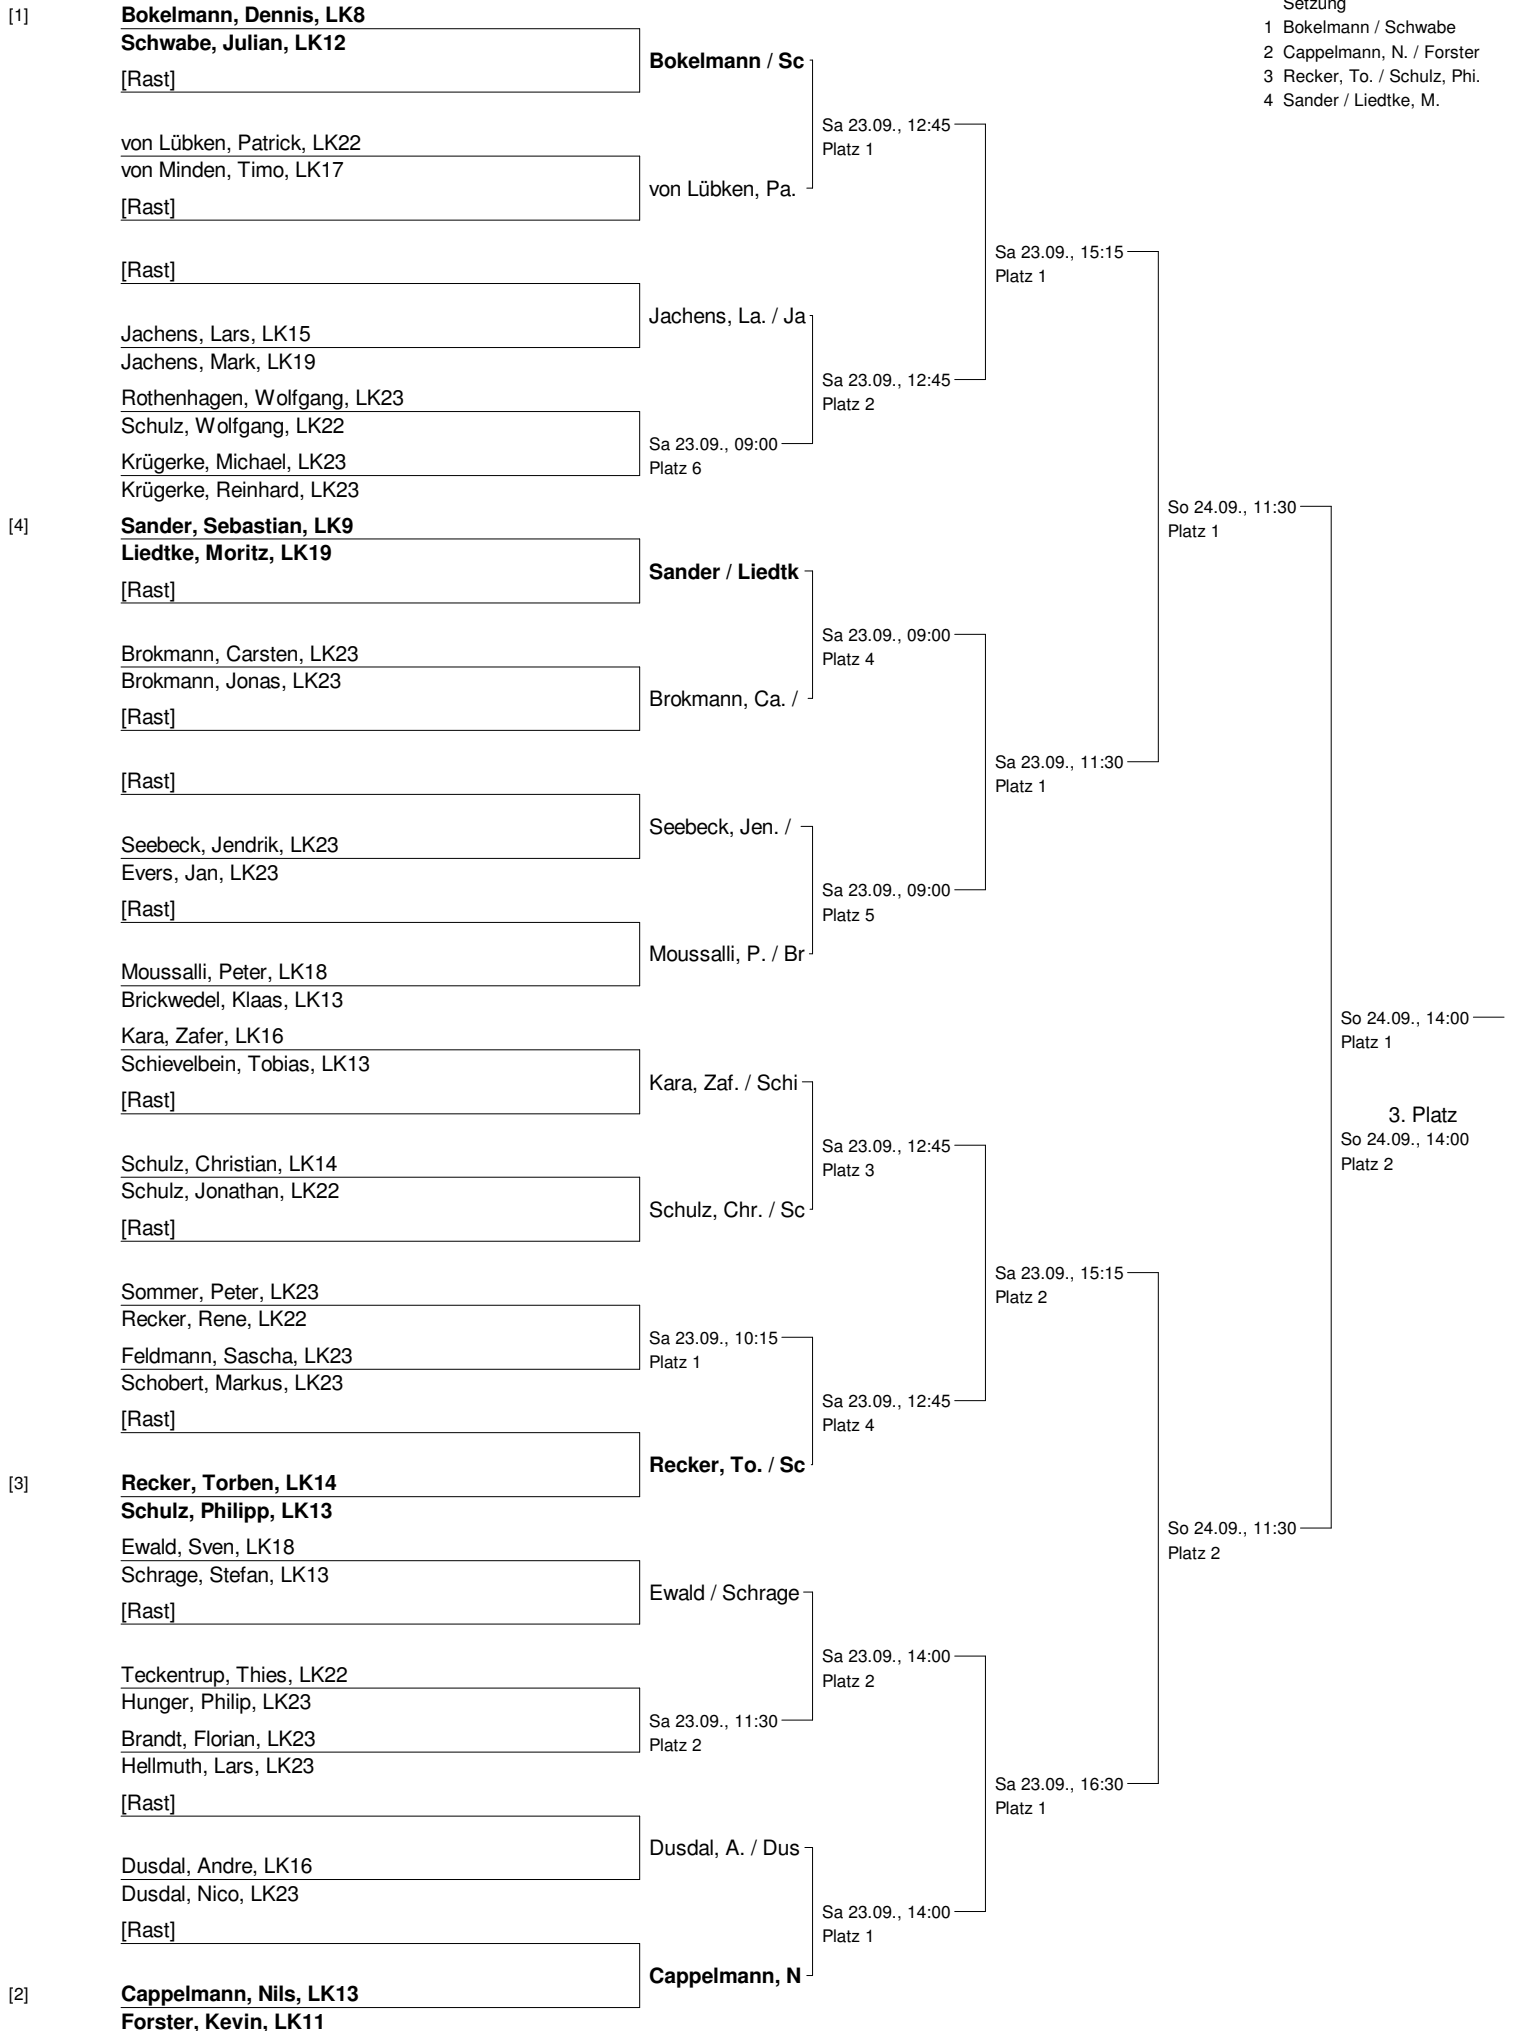 Setzung
1 Bokelmann / Schwabe
2 Cappelmann, N. / Forster
3 Recker, To. / Schulz, Phi.
4 Sander / Liedtke, M.
[1] Bokelmann, Dennis, LK8
Schwabe, Julian, LK12
[Rast]
von Lübken, Patrick, LK22
von Minden, Timo, LK17
[Rast]
[Rast]
Jachens, Lars, LK15
Jachens, Mark, LK19
Rothenhagen, Wolfgang, LK23
Schulz, Wolfgang, LK22
Krügerke, Michael, LK23
Krügerke, Reinhard, LK23
[4] Sander, Sebastian, LK9
Liedtke, Moritz, LK19
[Rast]
Brokmann, Carsten, LK23
Brokmann, Jonas, LK23
[Rast]
[Rast]
Seebeck, Jendrik, LK23
Evers, Jan, LK23
[Rast]
Moussalli, Peter, LK18
Brickwedel, Klaas, LK13
Kara, Zafer, LK16
Schievelbein, Tobias, LK13
[Rast]
Schulz, Christian, LK14
Schulz, Jonathan, LK22
[Rast]
Sommer, Peter, LK23
Recker, Rene, LK22
Feldmann, Sascha, LK23
Schobert, Markus, LK23
[Rast]
[3] Recker, Torben, LK14
Schulz, Philipp, LK13
Ewald, Sven, LK18
Schrage, Stefan, LK13
[Rast]
Teckentrup, Thies, LK22
Hunger, Philip, LK23
Brandt, Florian, LK23
Hellmuth, Lars, LK23
[Rast]
Dusdal, Andre, LK16
Dusdal, Nico, LK23
[Rast]
[2] Cappelmann, Nils, LK13
Forster, Kevin, LK11
Bokelmann / Sc
von Lübken, Pa.
Jachens, La. / Ja
Sa 23.09., 09:00
Platz 6
Sander / Liedtk
Brokmann, Ca. /
Seebeck, Jen. /
Moussalli, P. / Br
Kara, Zaf. / Schi
Schulz, Chr. / Sc
Sa 23.09., 10:15
Platz 1
Recker, To. / Sc
Ewald / Schrage
Sa 23.09., 11:30
Platz 2
Dusdal, A. / Dus
Cappelmann, N
Sa 23.09., 12:45
Platz 1
Sa 23.09., 12:45
Platz 2
Sa 23.09., 09:00
Platz 4
Sa 23.09., 09:00
Platz 5
Sa 23.09., 12:45
Platz 3
Sa 23.09., 12:45
Platz 4
Sa 23.09., 14:00
Platz 2
Sa 23.09., 14:00
Platz 1
Sa 23.09., 15:15
Platz 1
Sa 23.09., 11:30
Platz 1
Sa 23.09., 15:15
Platz 2
Sa 23.09., 16:30
Platz 1
So 24.09., 11:30
Platz 1
So 24.09., 11:30
Platz 2
So 24.09., 14:00
Platz 1
3. Platz
So 24.09., 14:00
Platz 2